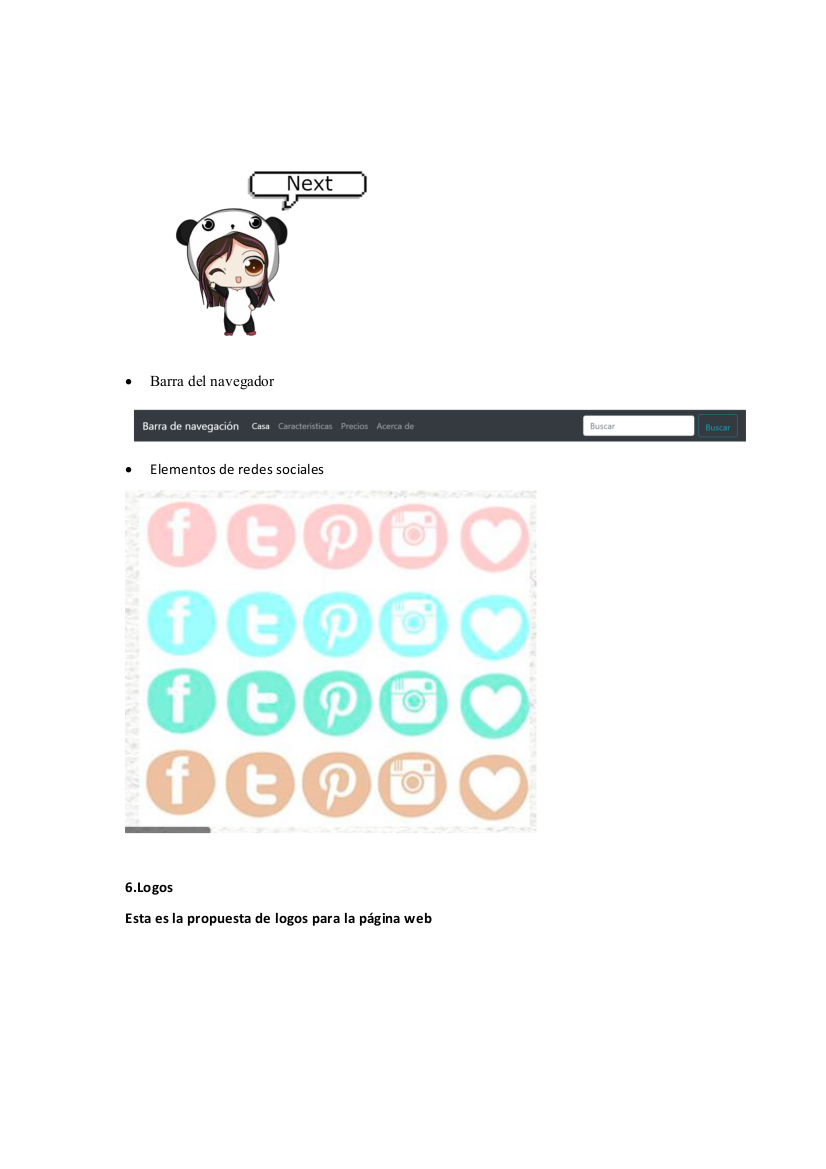 Next
• Barra del navegador
Barra de navegación Casa Características Precios Acerca de Buscar Buscar
• Elementos de redes sociales
6.Logos
Esta es la propuesta de logos para la página web